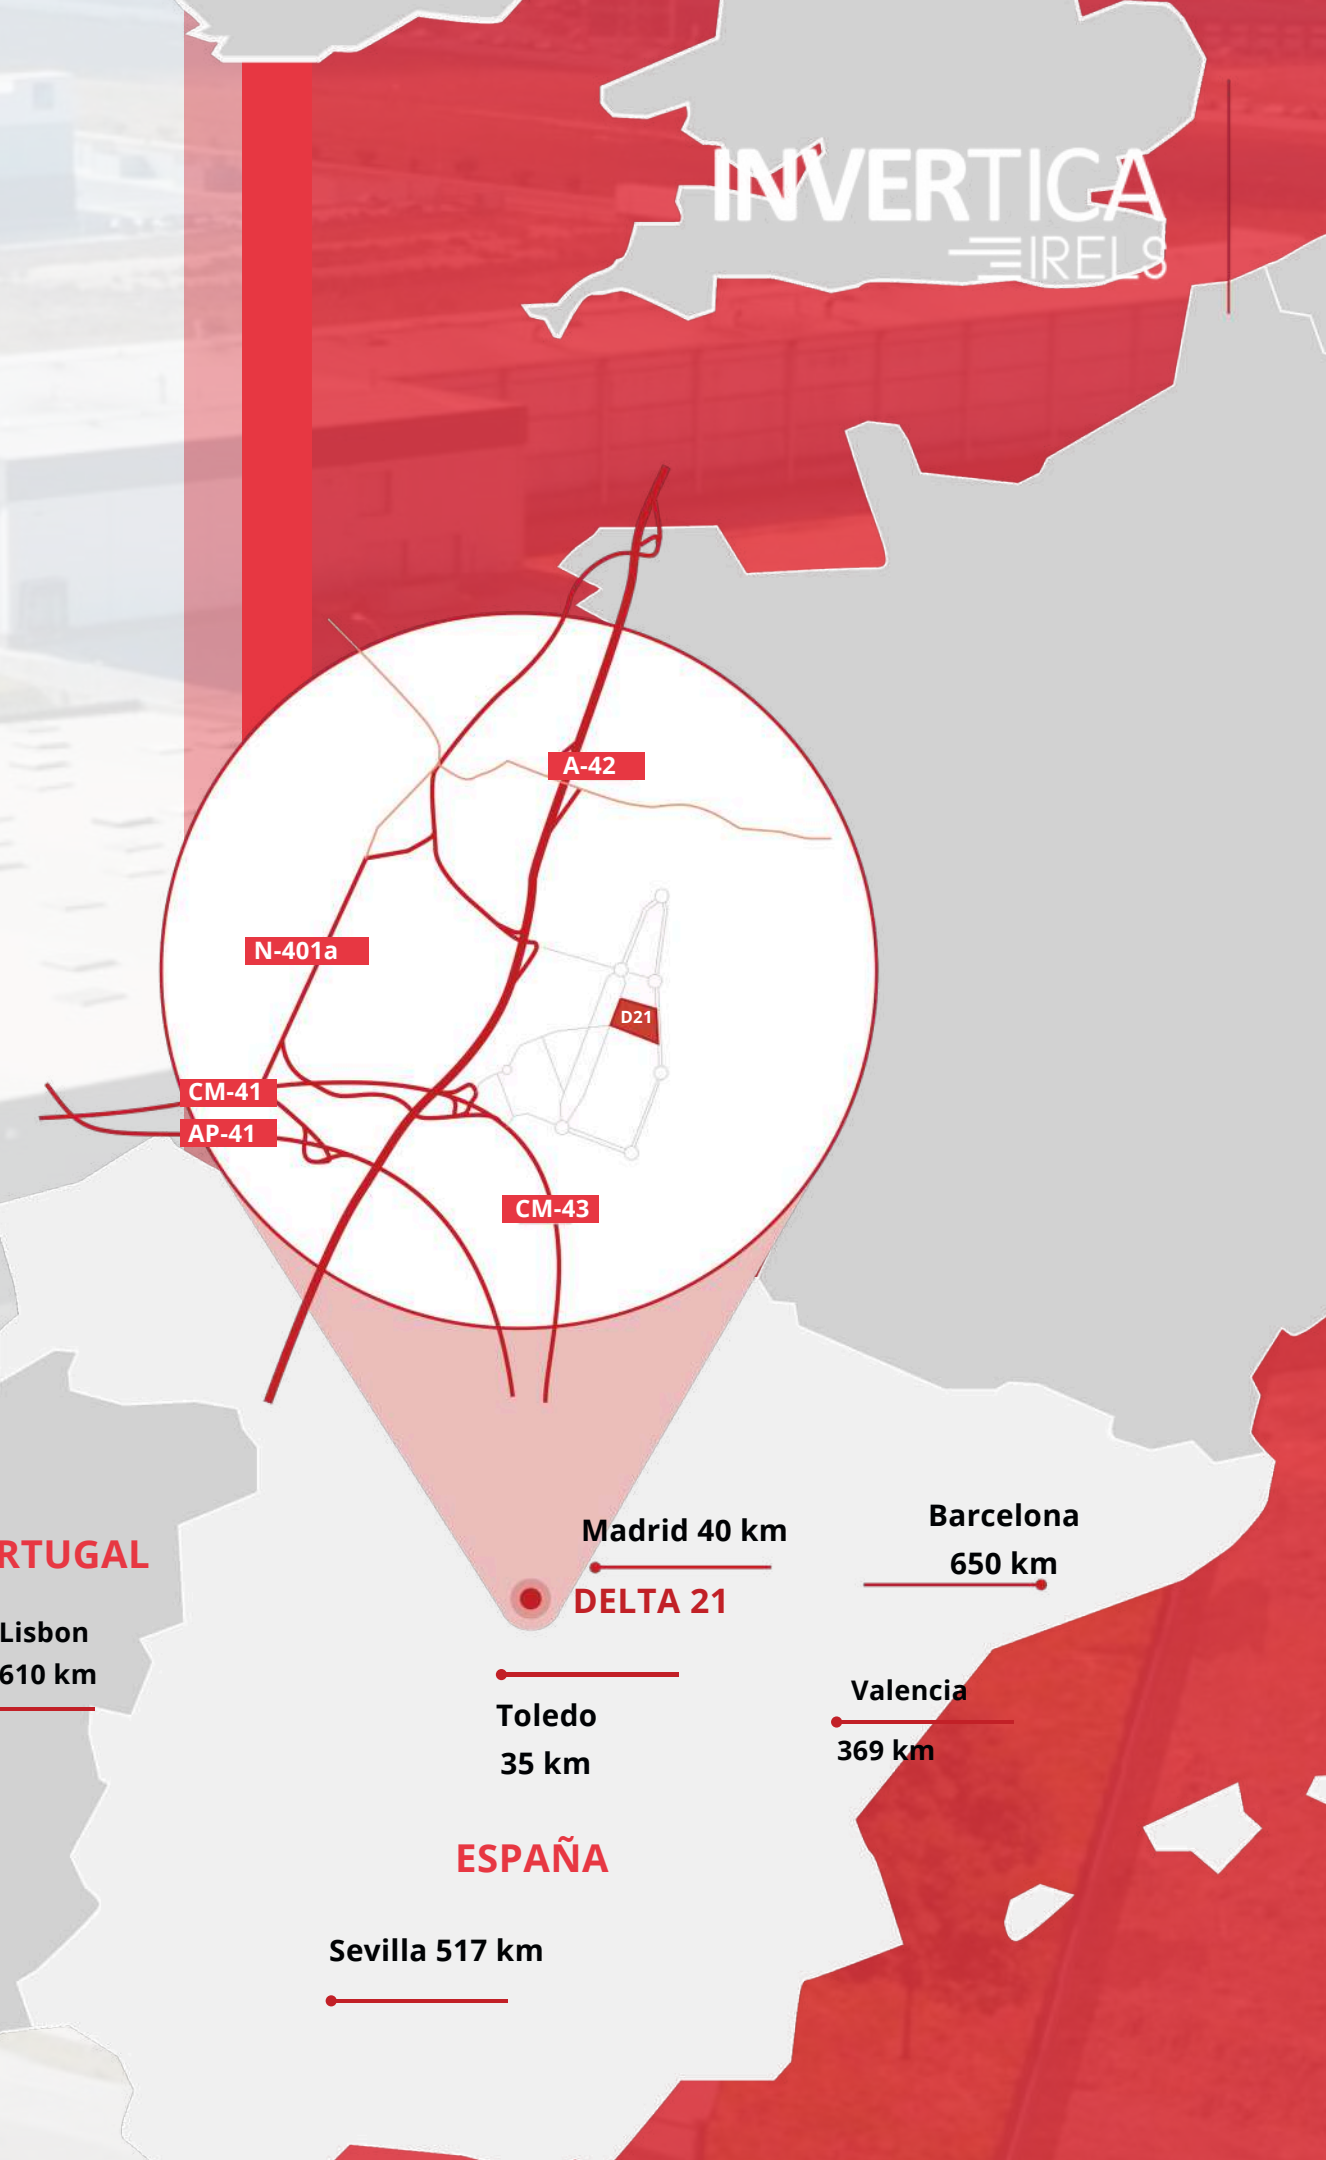 INVERTICA
IRELS
A-42
N-401a
D21
CM-41
AP-41
CM-43
Madrid 40 km
Barcelona
650 km
RTUGAL
DELTA 21
Lisbon
610 km
Toledo
35 km
Valencia
369 km
ESPAÑA
Sevilla 517 km